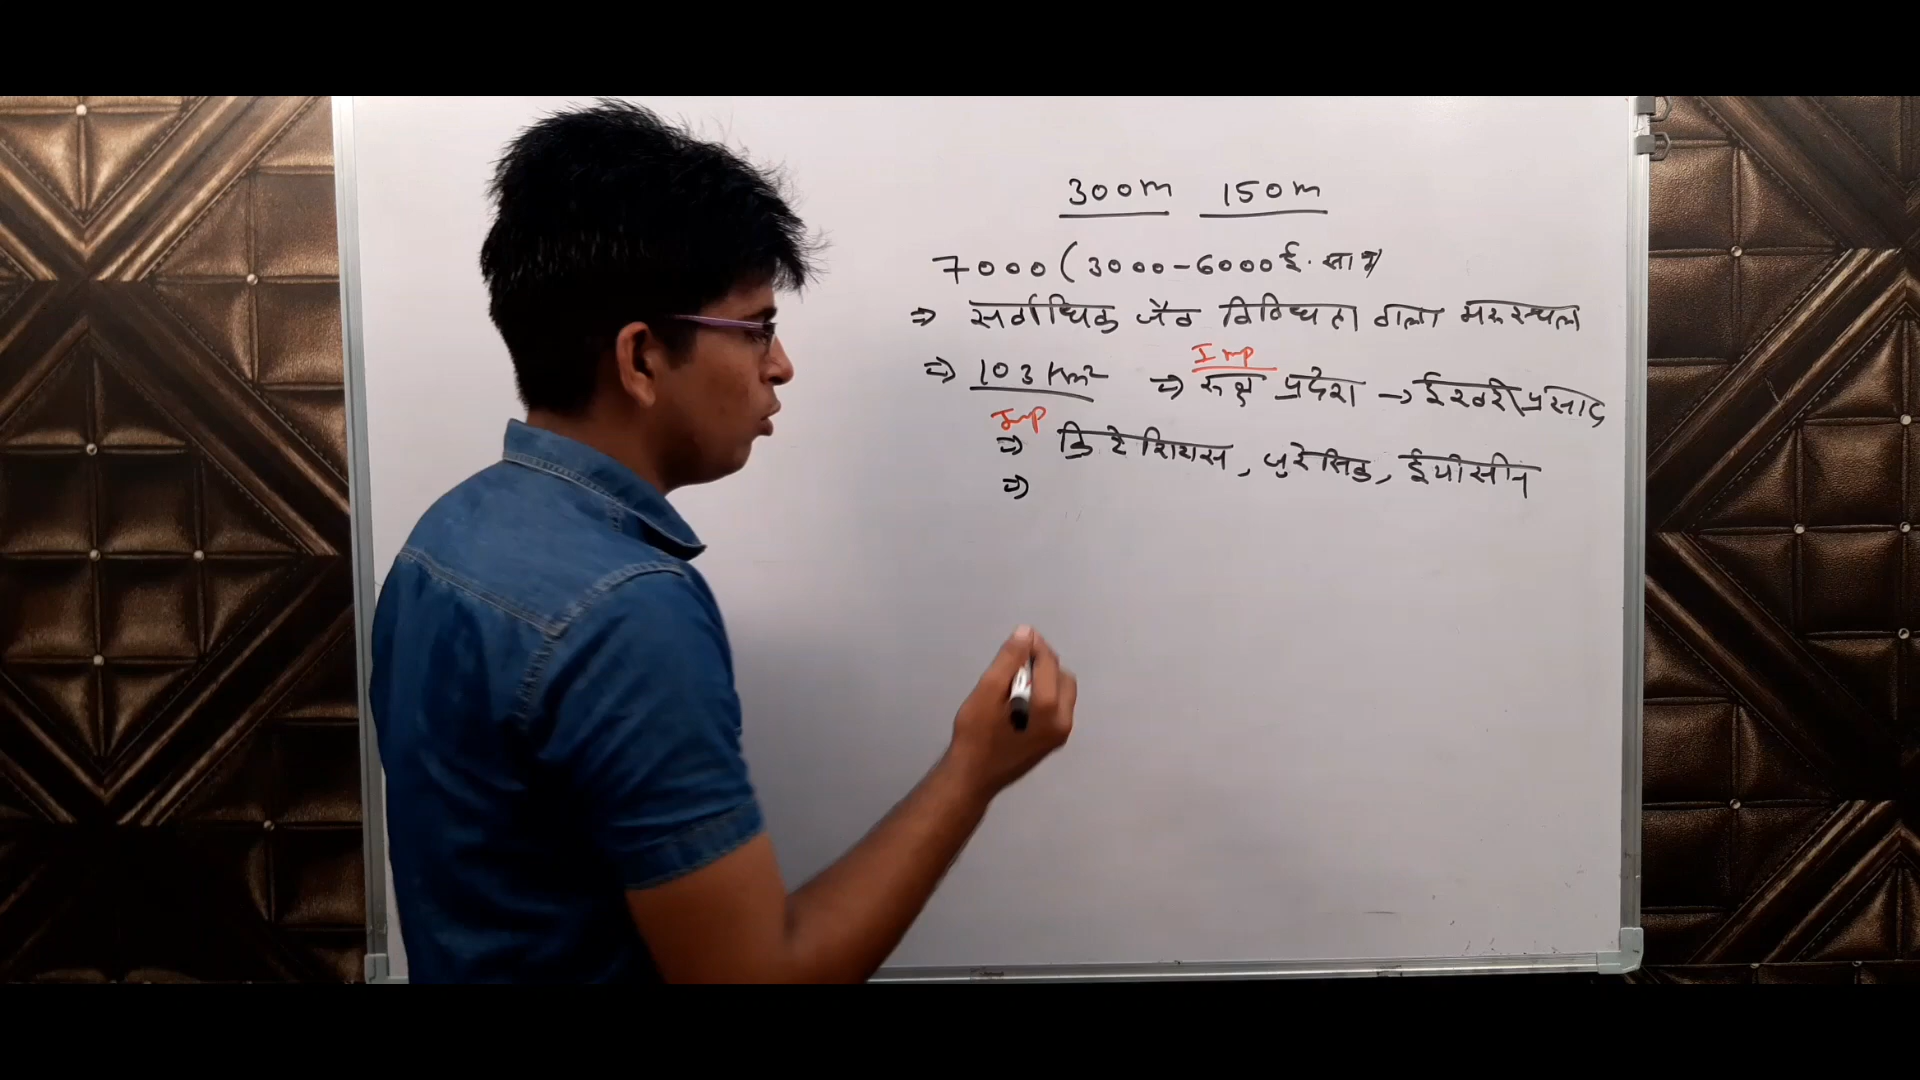 300m 150m
7000 (3000-6000 ई. सा पू
⇒ सर्वाधिक जैव विविधता वाला मरुस्थल
Imp
⇒ 103 Km² ⇒ रूक्ष प्रदेश → ईश्वरी प्रसाद
Imp
⇒ क्रिटेशियस, जुरैसिक, ईयोसीन
⇒